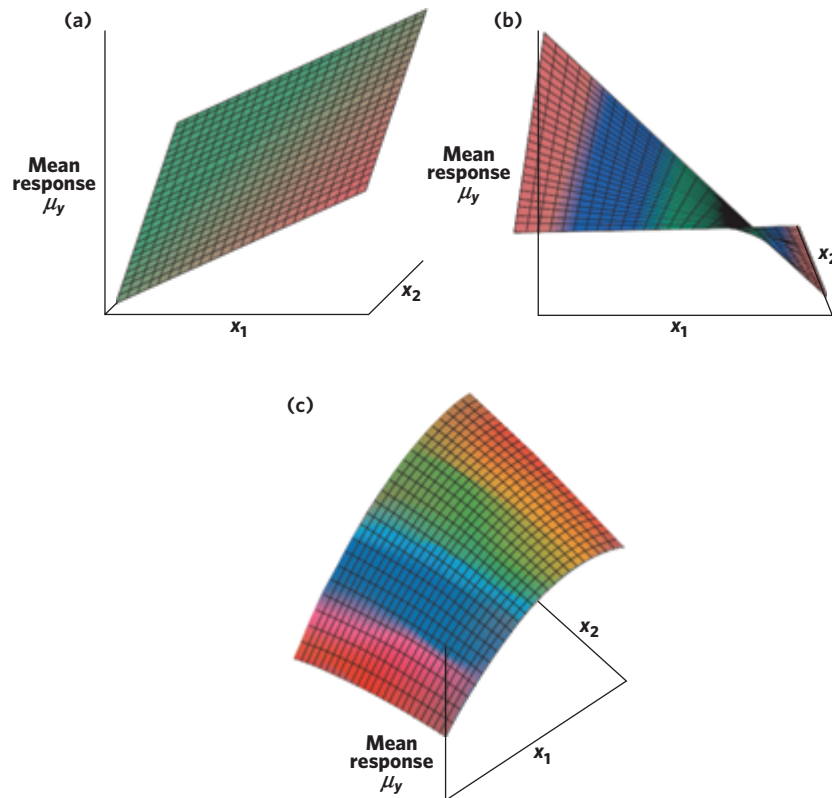 (a)
Mean
response
μy
x1
x2
(b)
Mean
response
μy
x1
x2
(c)
Mean
response
μy
x1
x2